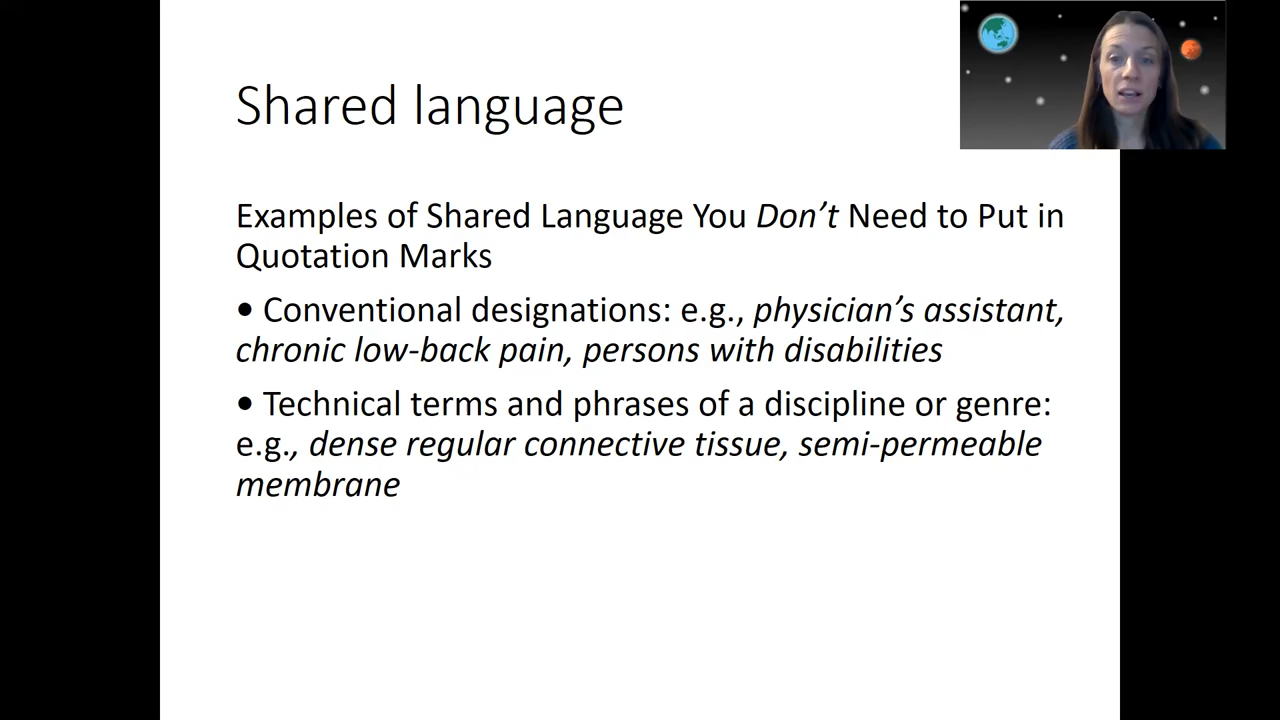 Shared language
Examples of Shared Language You Don’t Need to Put in
Quotation Marks
• Conventional designations: e.g., physician’s assistant,
chronic low-back pain, persons with disabilities
• Technical terms and phrases of a discipline or genre:
e.g., dense regular connective tissue, semi-permeable
membrane